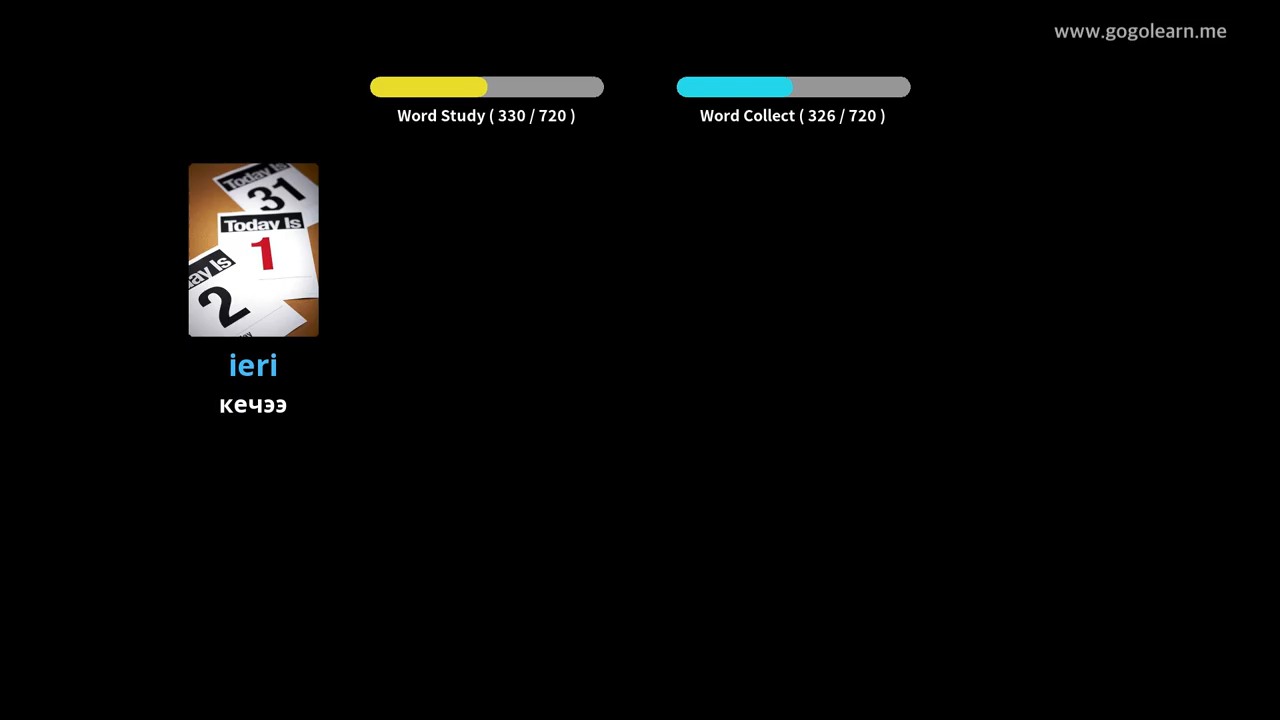 www.gogolearn.me
Word Study ( 330 / 720 )
Word Collect ( 326 / 720 )
Today Is
31
Today Is
1
ay Is
2
ieri
кечээ